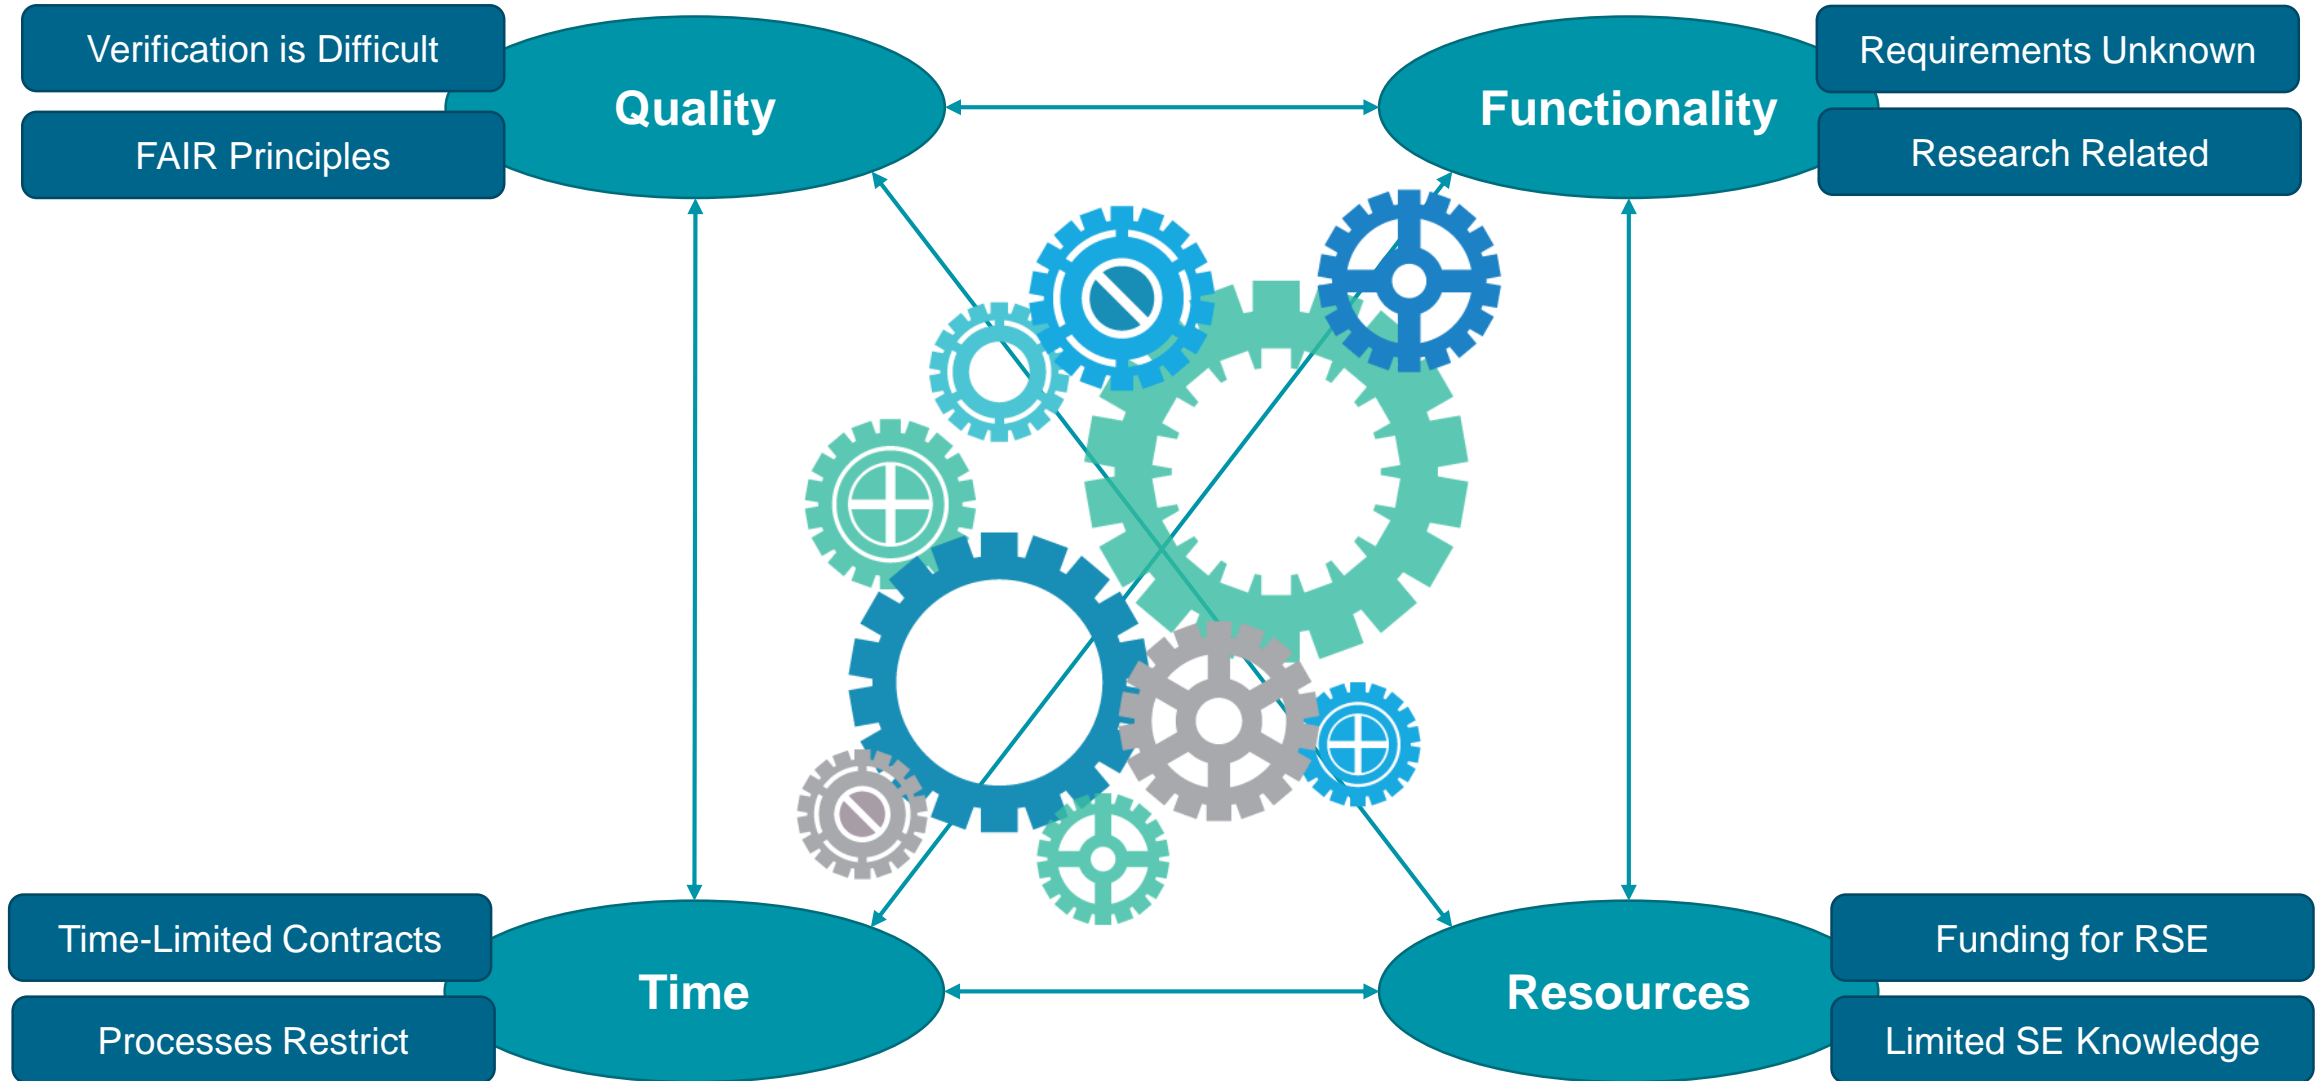 Verification is Difficult
FAIR Principles
Quality
Functionality
Requirements Unknown
Research Related
Time-Limited Contracts
Processes Restrict
Time
Resources
Funding for RSE
Limited SE Knowledge